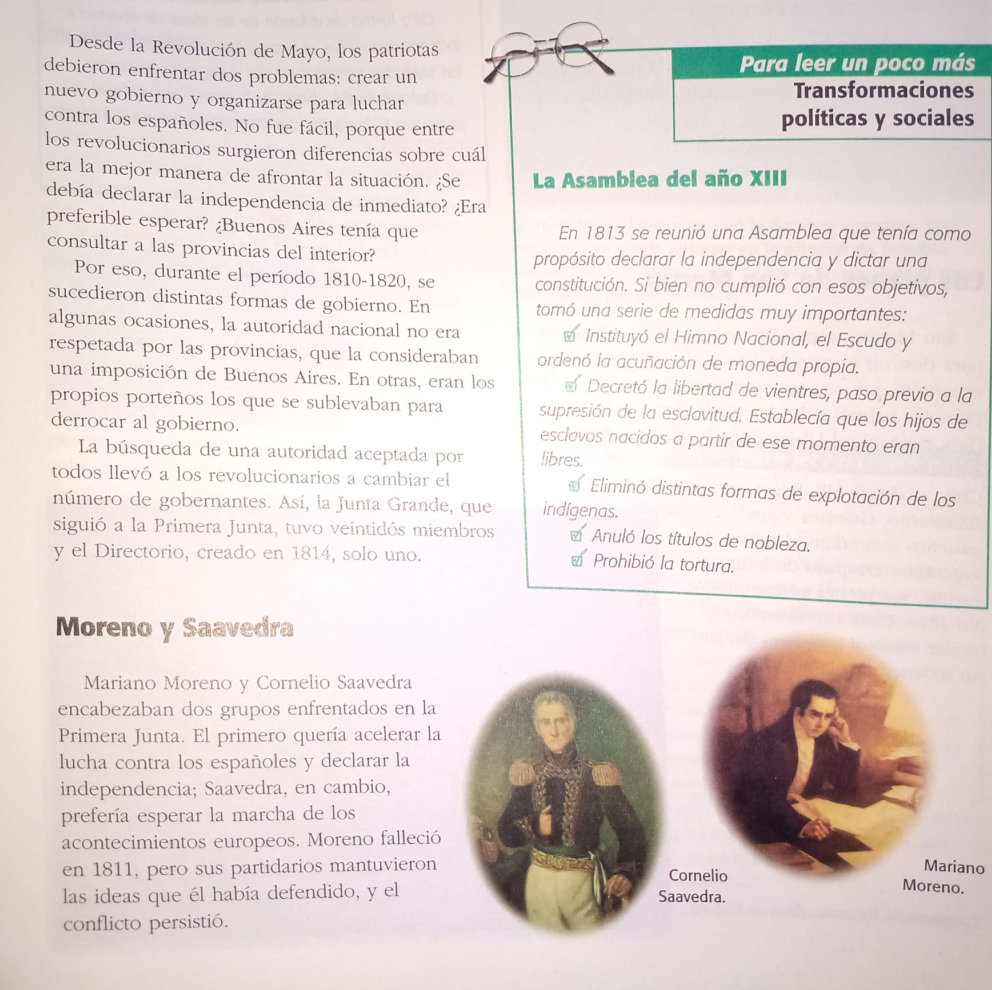 Desde la Revolución de Mayo, los patriotas
debieron enfrentar dos problemas: crear un
nuevo gobierno y organizarse para luchar
contra los españoles. No fue fácil, porque entre
los revolucionarios surgieron diferencias sobre cuál
era la mejor manera de afrontar la situación. ¿Se
debía declarar la independencia de inmediato? ¿Era
preferible esperar? ¿Buenos Aires tenía que
consultar a las provincias del interior?
Por eso, durante el período 1810-1820, se
sucedieron distintas formas de gobierno. En
algunas ocasiones, la autoridad nacional no era
respetada por las provincias, que la consideraban
una imposición de Buenos Aires. En otras, eran los
propios porteños los que se sublevaban para
derrocar al gobierno.
La búsqueda de una autoridad aceptada por
todos llevó a los revolucionarios a cambiar el
número de gobernantes. Así, la Junta Grande, que
siguió a la Primera Junta, tuvo veintidós miembros
y el Directorio, creado en 1814, solo uno.
Para leer un poco más
Transformaciones
políticas y sociales
La Asamblea del año XIII
En 1813 se reunió una Asamblea que tenía como
propósito declarar la independencia y dictar una
constitución. Si bien no cumplió con esos objetivos,
tomó una serie de medidas muy importantes:
Instituyó el Himno Nacional, el Escudo y
ordenó la acuñación de moneda propia.
Decretó la libertad de vientres, paso previo a la
supresión de la esclavitud. Establecía que los hijos de
esclavos nacidos a partir de ese momento eran
libres.
Eliminó distintas formas de explotación de los
indígenas.
Anuló los títulos de nobleza.
Prohibió la tortura.
Moreno y Saavedra
Mariano Moreno y Cornelio Saavedra
encabezaban dos grupos enfrentados en la
Primera Junta. El primero quería acelerar la
lucha contra los españoles y declarar la
independencia; Saavedra, en cambio,
prefería esperar la marcha de los
acontecimientos europeos. Moreno falleció
en 1811, pero sus partidarios mantuvieron
las ideas que él había defendido, y el
conflicto persistió.
Cornelio
Saavedra.
Mariano
Moreno.